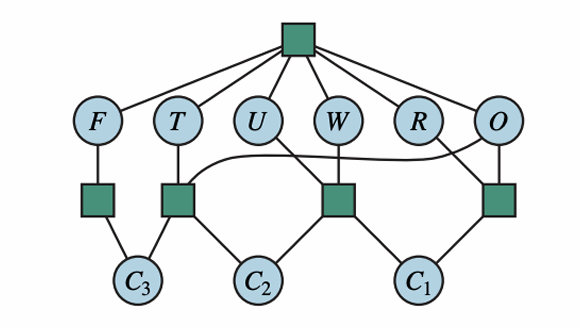 F T U W R O
C₃ C₂ C₁